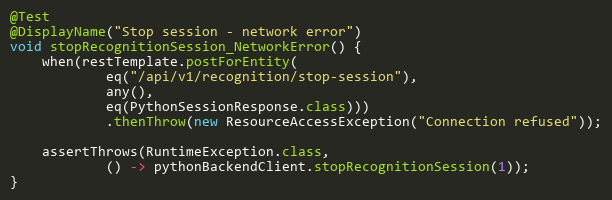 @Test
@DisplayName("Stop session - network error")
void stopRecognitionSession_NetworkError() {
    when(restTemplate.postForEntity(
            eq("/api/v1/recognition/stop-session"),
            any(),
            eq(PythonSessionResponse.class)))
            .thenThrow(new ResourceAccessException("Connection refused"));
    assertThrows(RuntimeException.class,
            () -> pythonBackendClient.stopRecognitionSession(1));
}